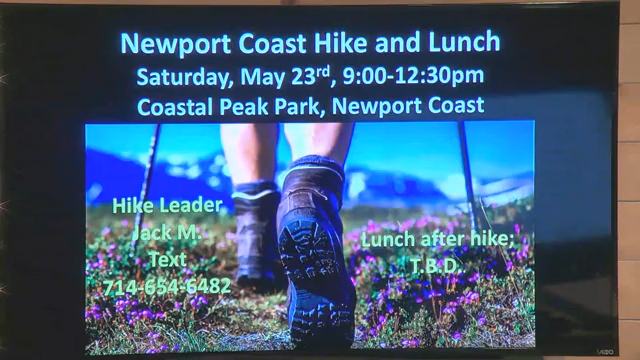 Newport Coast Hike and Lunch
Saturday, May 23rd, 9:00-12:30pm
Coastal Peak Park, Newport Coast
Hike Leader
Jack M.
Text
714-654-6482
Lunch after hike;
T.B.D.
VIZIO